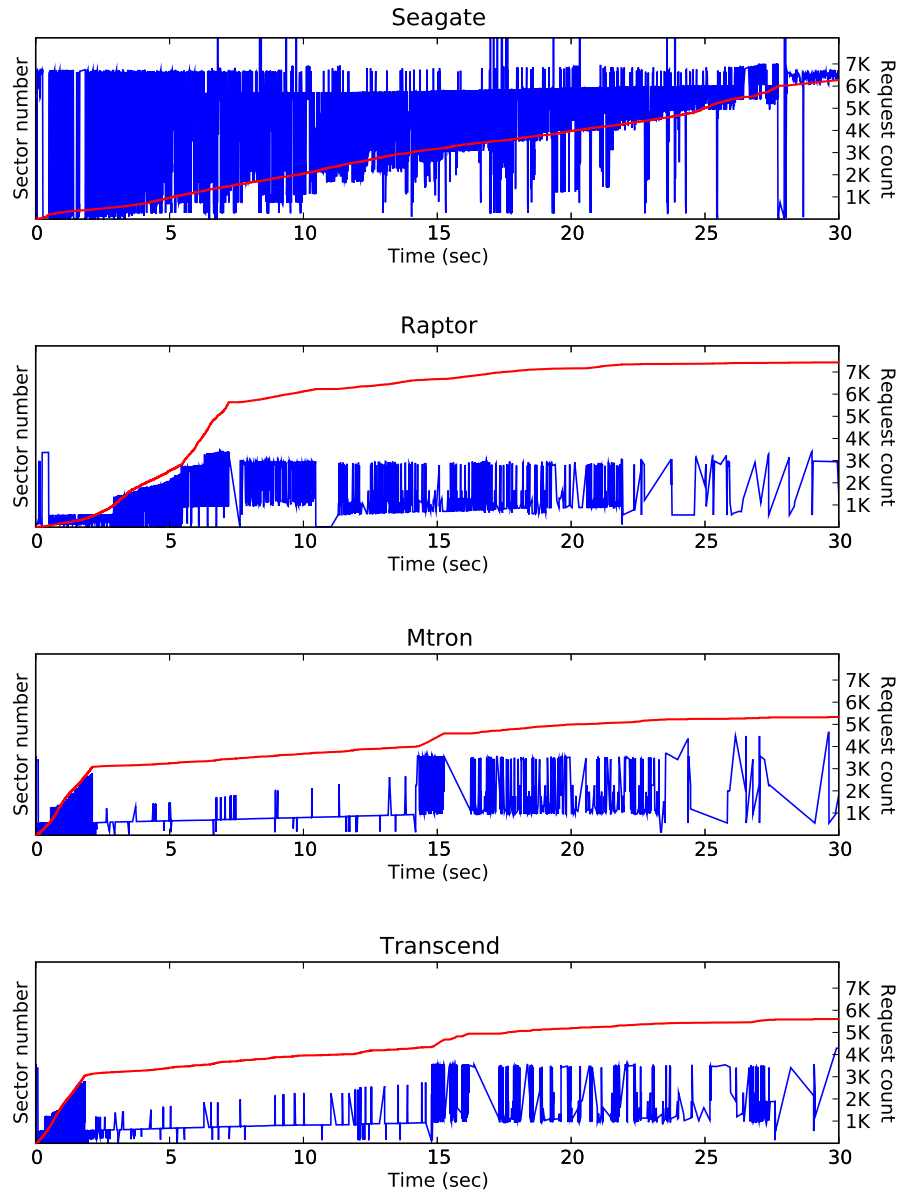 Seagate
Sector number
Request count
7K
6K
5K
4K
3K
2K
1K
0 5 10 15 20 25 30
Time (sec)
Raptor
Sector number
Request count
7K
6K
5K
4K
3K
2K
1K
0 5 10 15 20 25 30
Time (sec)
Mtron
Sector number
Request count
7K
6K
5K
4K
3K
2K
1K
0 5 10 15 20 25 30
Time (sec)
Transcend
Sector number
Request count
7K
6K
5K
4K
3K
2K
1K
0 5 10 15 20 25 30
Time (sec)